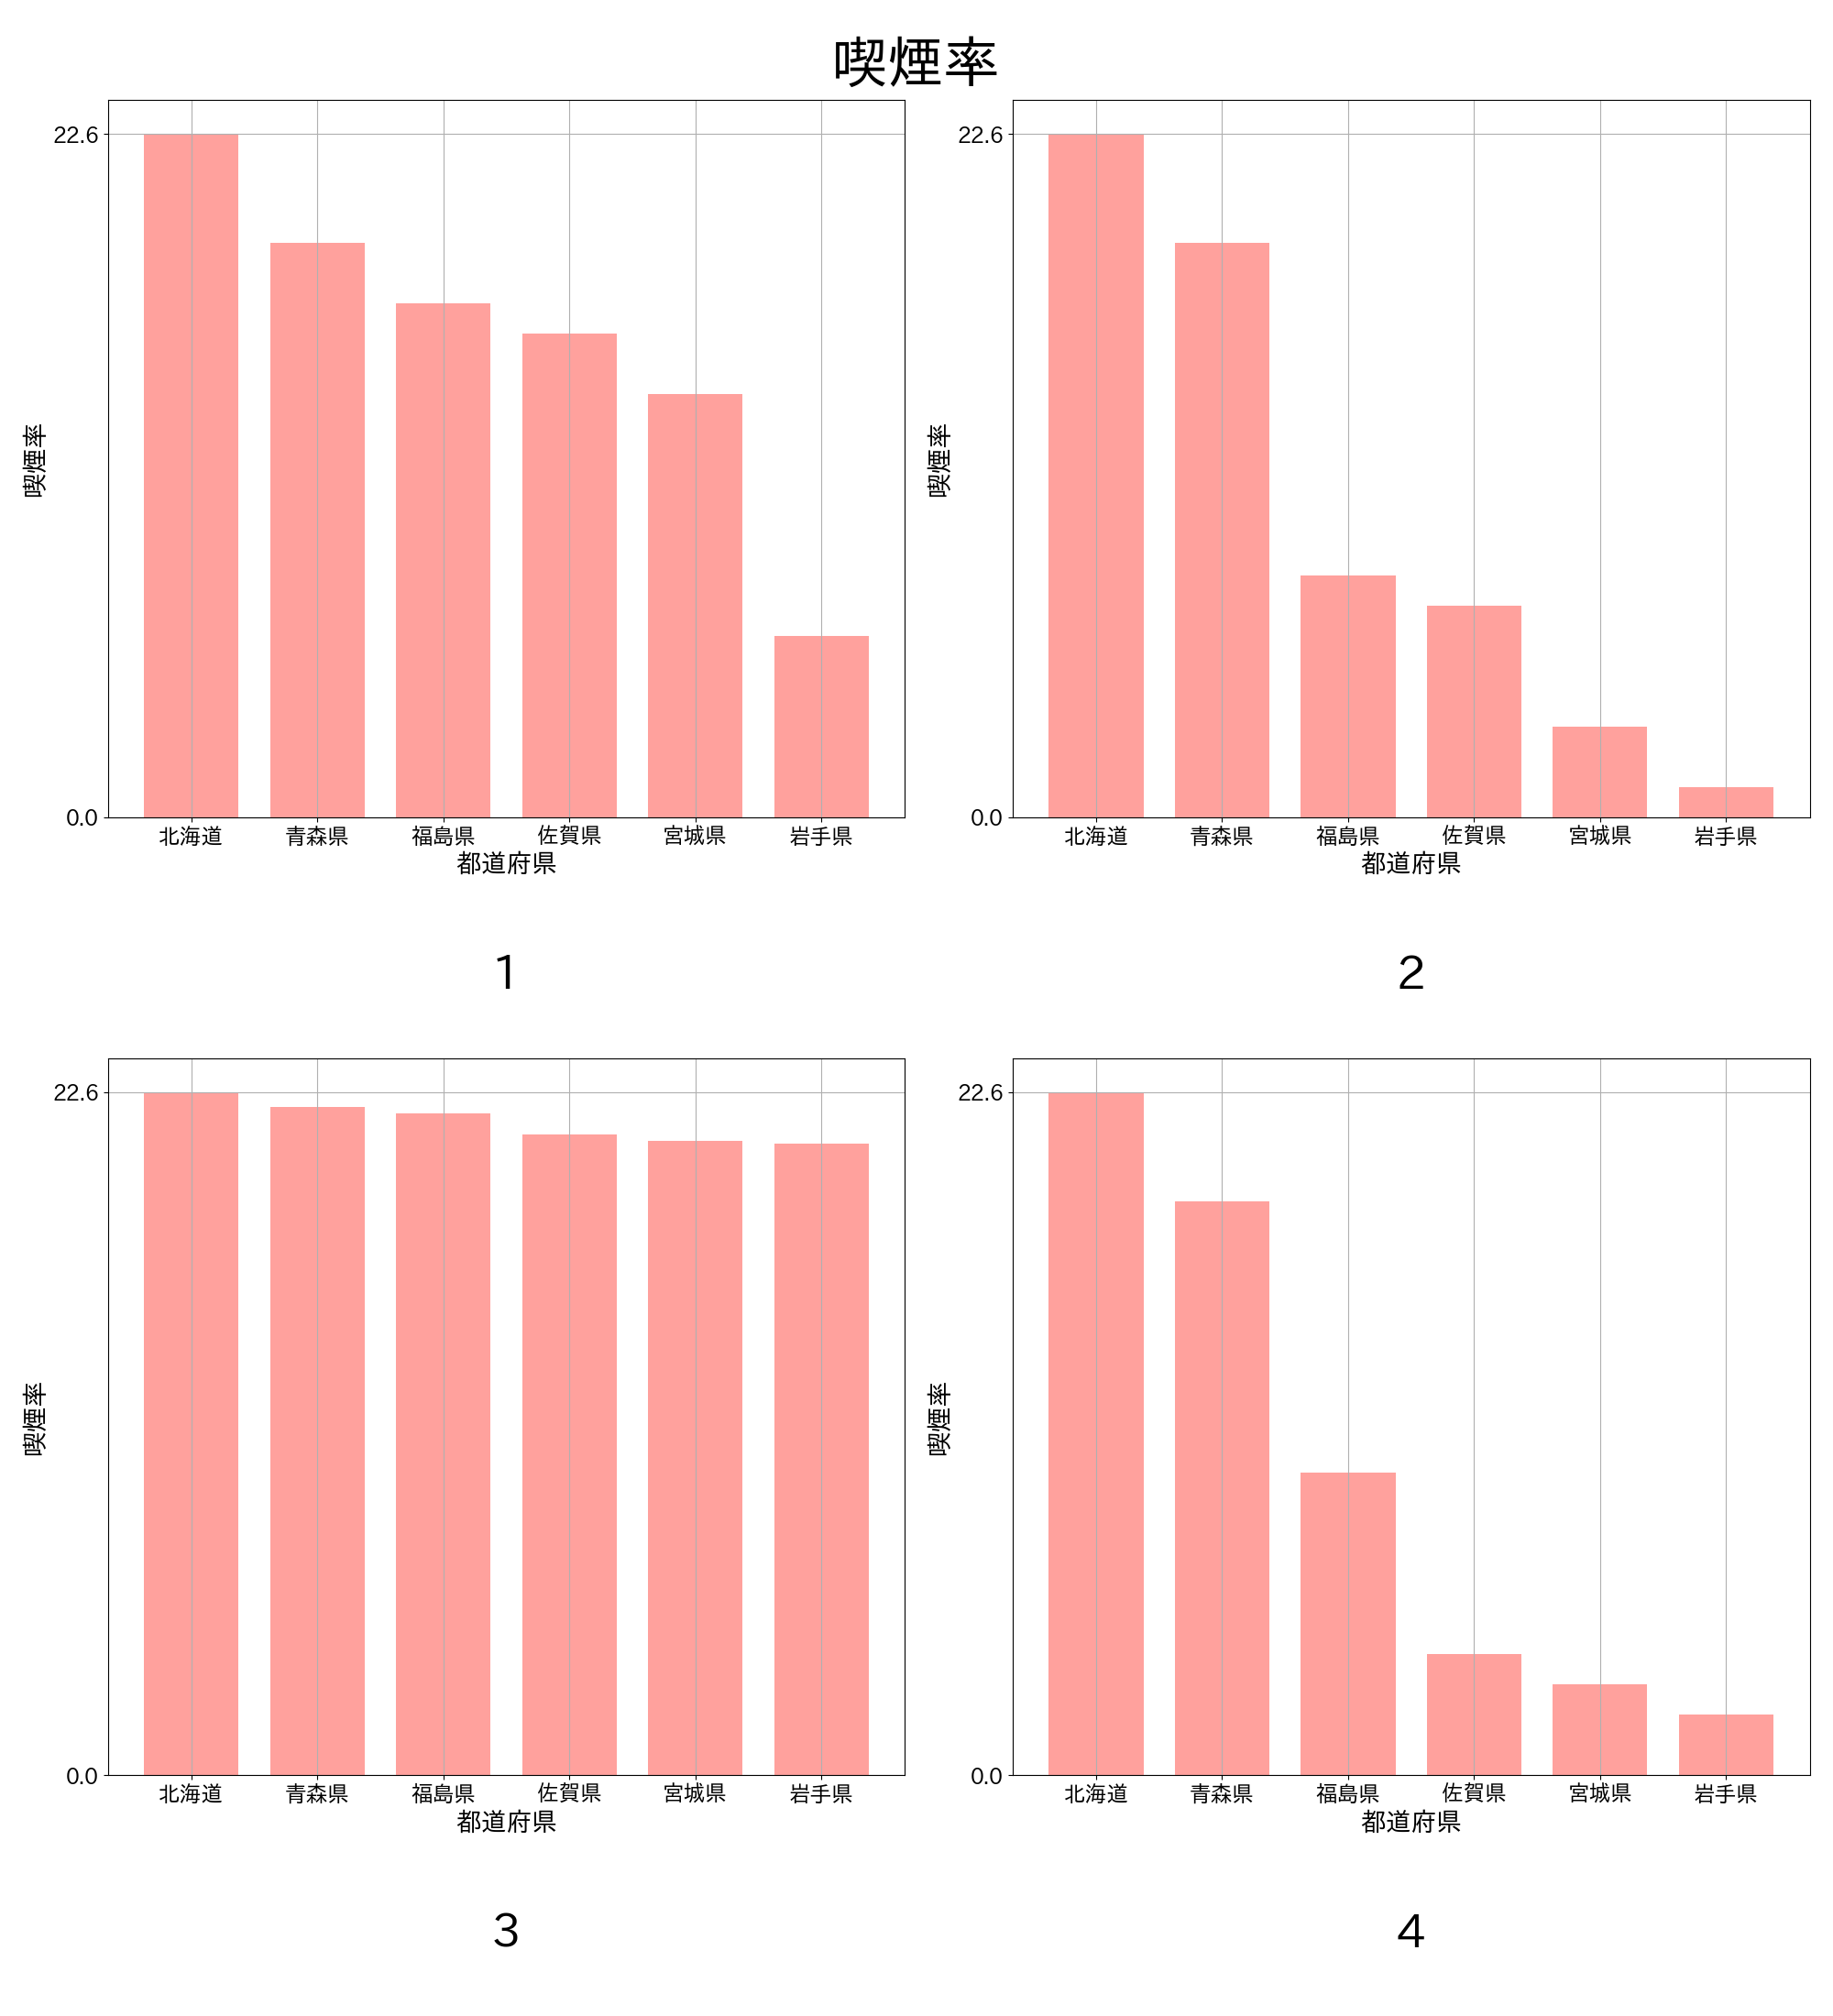 喫煙率
22.6
喫煙率
0.0
北海道 青森県 福島県 佐賀県 宮城県 岩手県
都道府県
1
22.6
喫煙率
0.0
北海道 青森県 福島県 佐賀県 宮城県 岩手県
都道府県
2
22.6
喫煙率
0.0
北海道 青森県 福島県 佐賀県 宮城県 岩手県
都道府県
3
22.6
喫煙率
0.0
北海道 青森県 福島県 佐賀県 宮城県 岩手県
都道府県
4